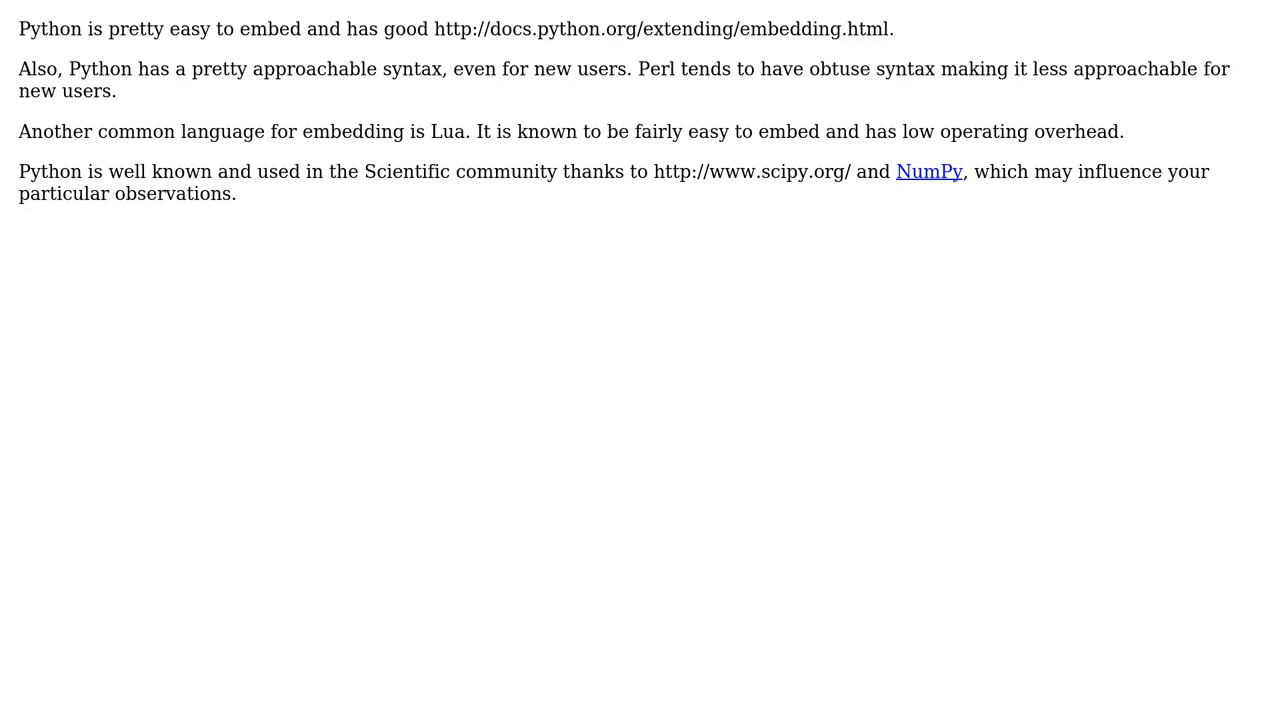 Python is pretty easy to embed and has good http://docs.python.org/extending/embedding.html.
Also, Python has a pretty approachable syntax, even for new users. Perl tends to have obtuse syntax making it less approachable for
new users.
Another common language for embedding is Lua. It is known to be fairly easy to embed and has low operating overhead.
Python is well known and used in the Scientific community thanks to http://www.scipy.org/ and NumPy, which may influence your
particular observations.